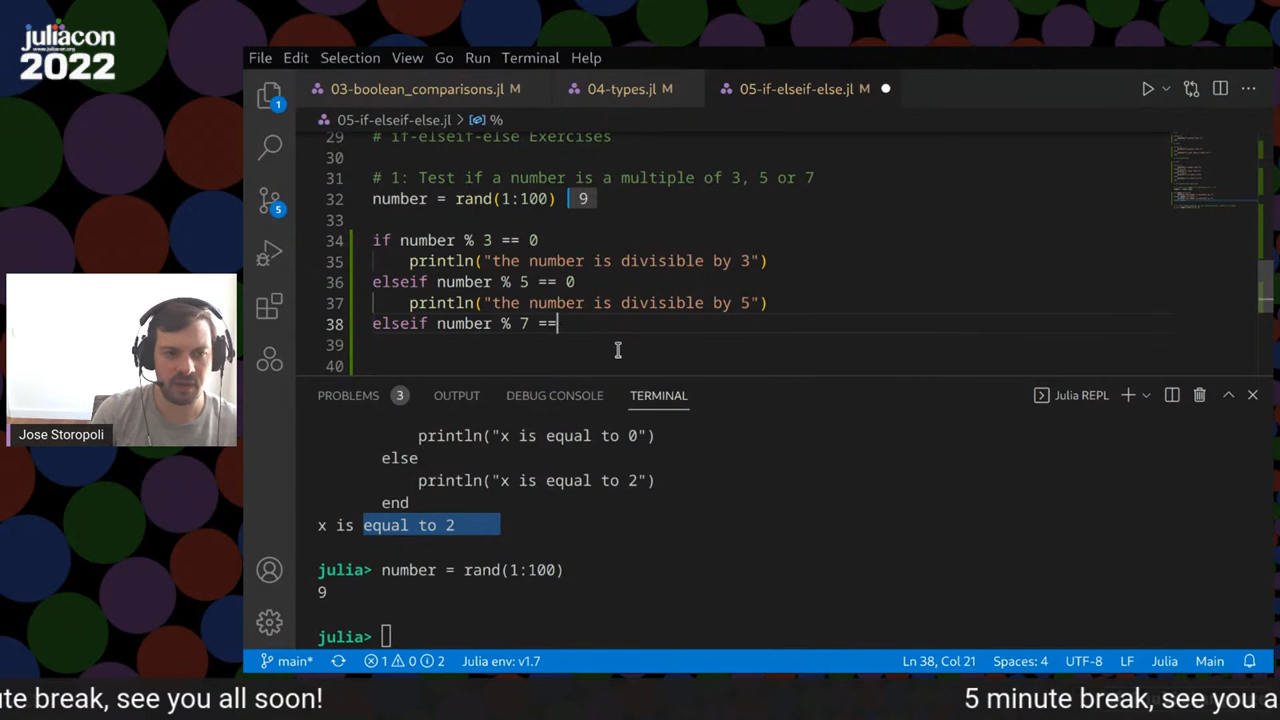 juliacon
www.juliacon.org
2022
File Edit Selection View Go Run Terminal Help
03-boolean_comparisons.jl M 04-types.jl M 05-if-elseif-else.jl M
05-if-elseif-else.jl > %
29 # if-elseif-else Exercises
30
31 # 1: Test if a number is a multiple of 3, 5 or 7
32 number = rand(1:100) 9
33
34 if number % 3 == 0
35 println("the number is divisible by 3")
36 elseif number % 5 == 0
37 println("the number is divisible by 5")
38 elseif number % 7 ==
39
40
1
5
Jose Storopoli
PROBLEMS 3 OUTPUT DEBUG CONSOLE TERMINAL Julia REPL
println("x is equal to 0")
else
println("x is equal to 2")
end
x is equal to 2
julia> number = rand(1:100)
9
julia>
main* 1 0 2 Julia env: v1.7 Ln 38, Col 21 Spaces: 4 UTF-8 LF Julia Main
ute break, see you all soon! 5 minute break, see you a